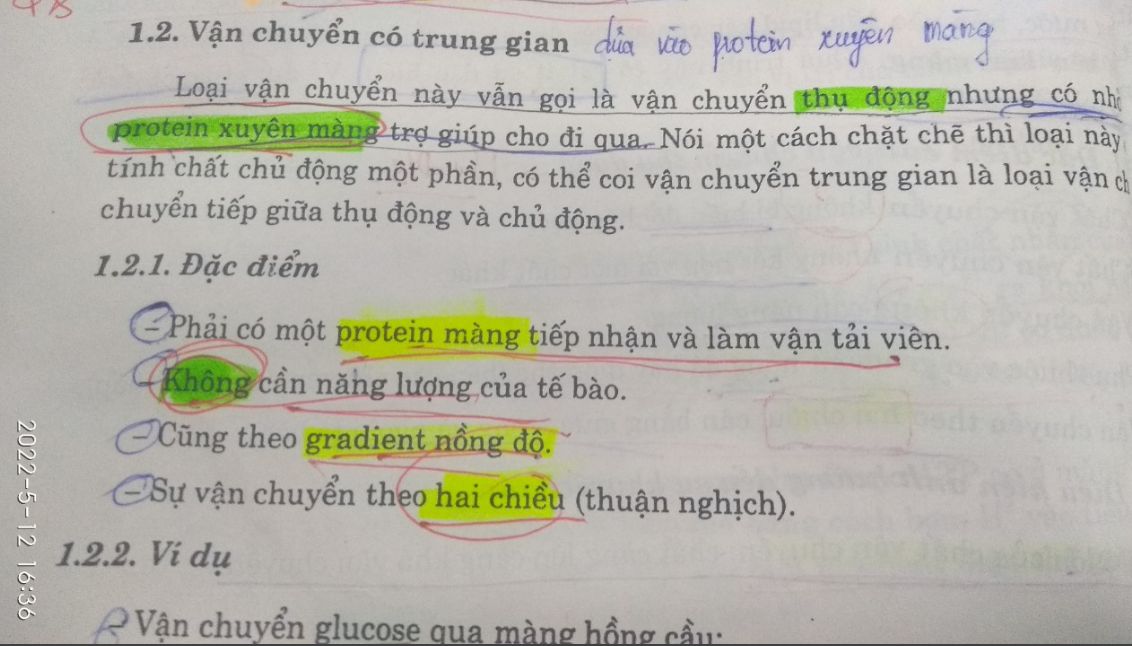 1.2. Vận chuyển có trung gian dựa vào protein xuyên màng
Loại vận chuyển này vẫn gọi là vận chuyển thụ động nhưng có
protein xuyên màng trợ giúp cho đi qua. Nói một cách chặt chẽ thì loại này
tính chất chủ động một phần, có thể coi vận chuyển trung gian là loại vận
chuyển tiếp giữa thụ động và chủ động.
1.2.1. Đặc điểm
- Phải có một protein màng tiếp nhận và làm vận tải viên.
- Không cần năng lượng của tế bào.
- Cũng theo gradient nồng độ.
- Sự vận chuyển theo hai chiều (thuận nghịch).
1.2.2. Ví dụ
Vận chuyển glucose qua màng hồng cầu:
2022-5-12 16:36